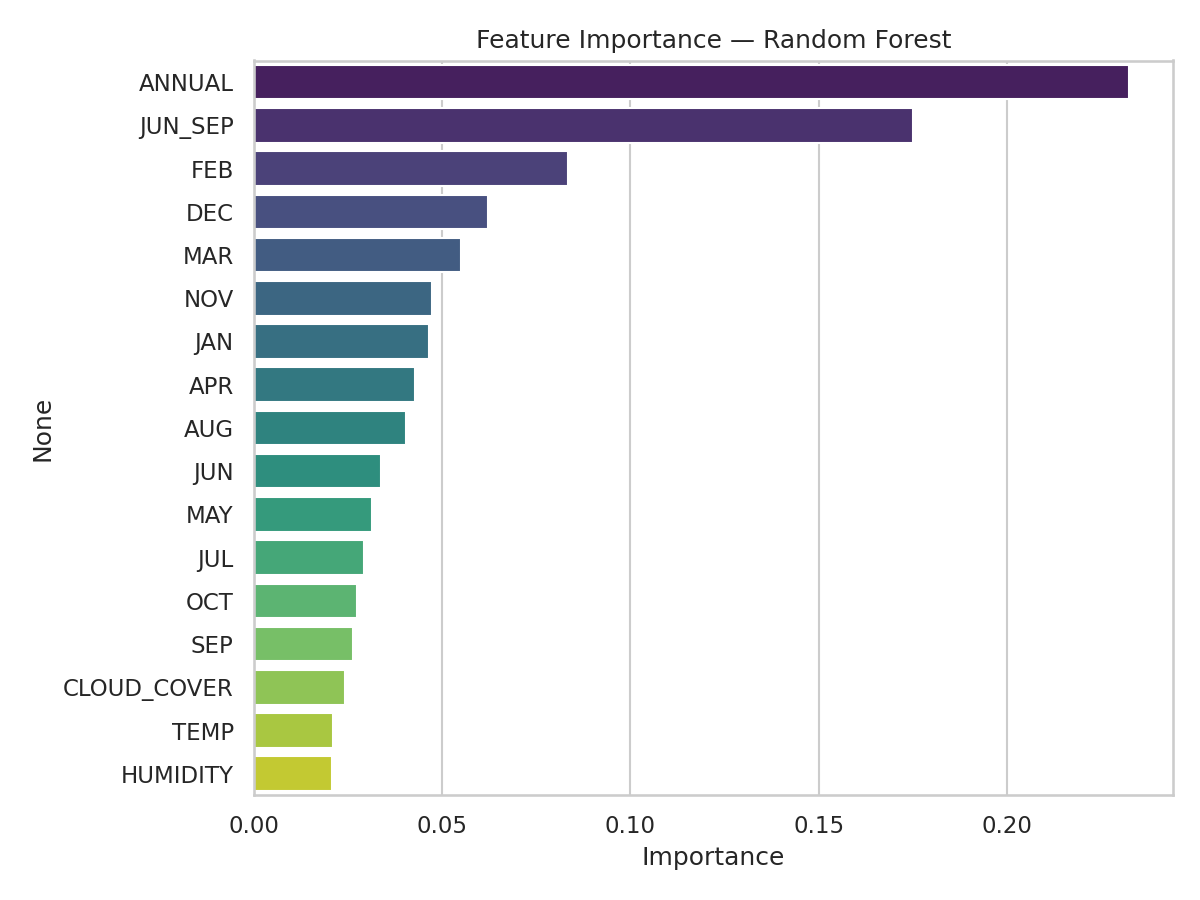 Feature Importance — Random Forest
ANNUAL
JUN_SEP
FEB
DEC
MAR
NOV
JAN
APR
AUG
JUN
MAY
JUL
OCT
SEP
CLOUD_COVER
TEMP
HUMIDITY
None
0.00 0.05 0.10 0.15 0.20
Importance